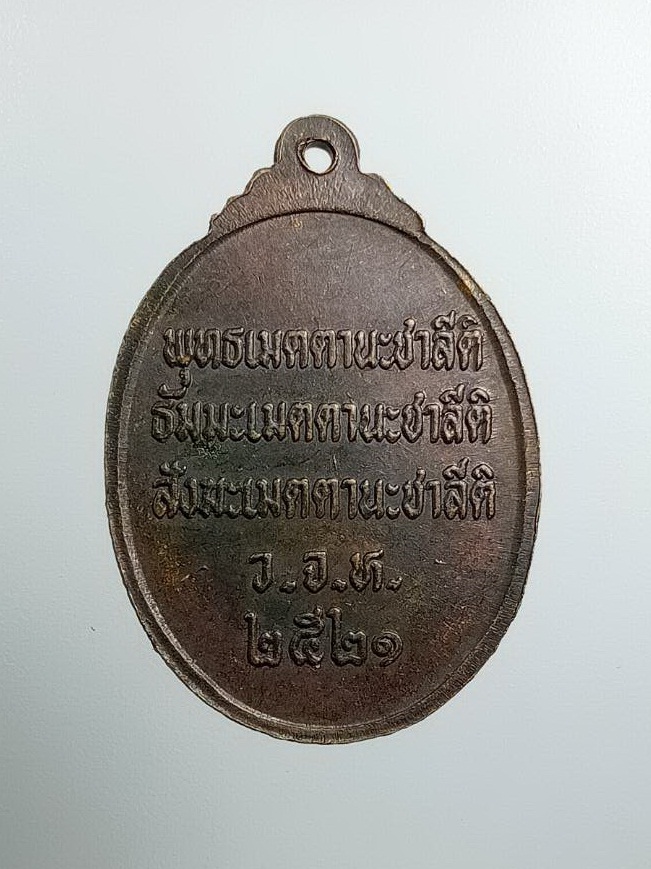 พุทธเมตตานะชาลีติ
ธัมมะเมตตานะชาลีติ
สังฆะเมตตานะชาลีติ
ว.จ.ท.
๒๕๒๑